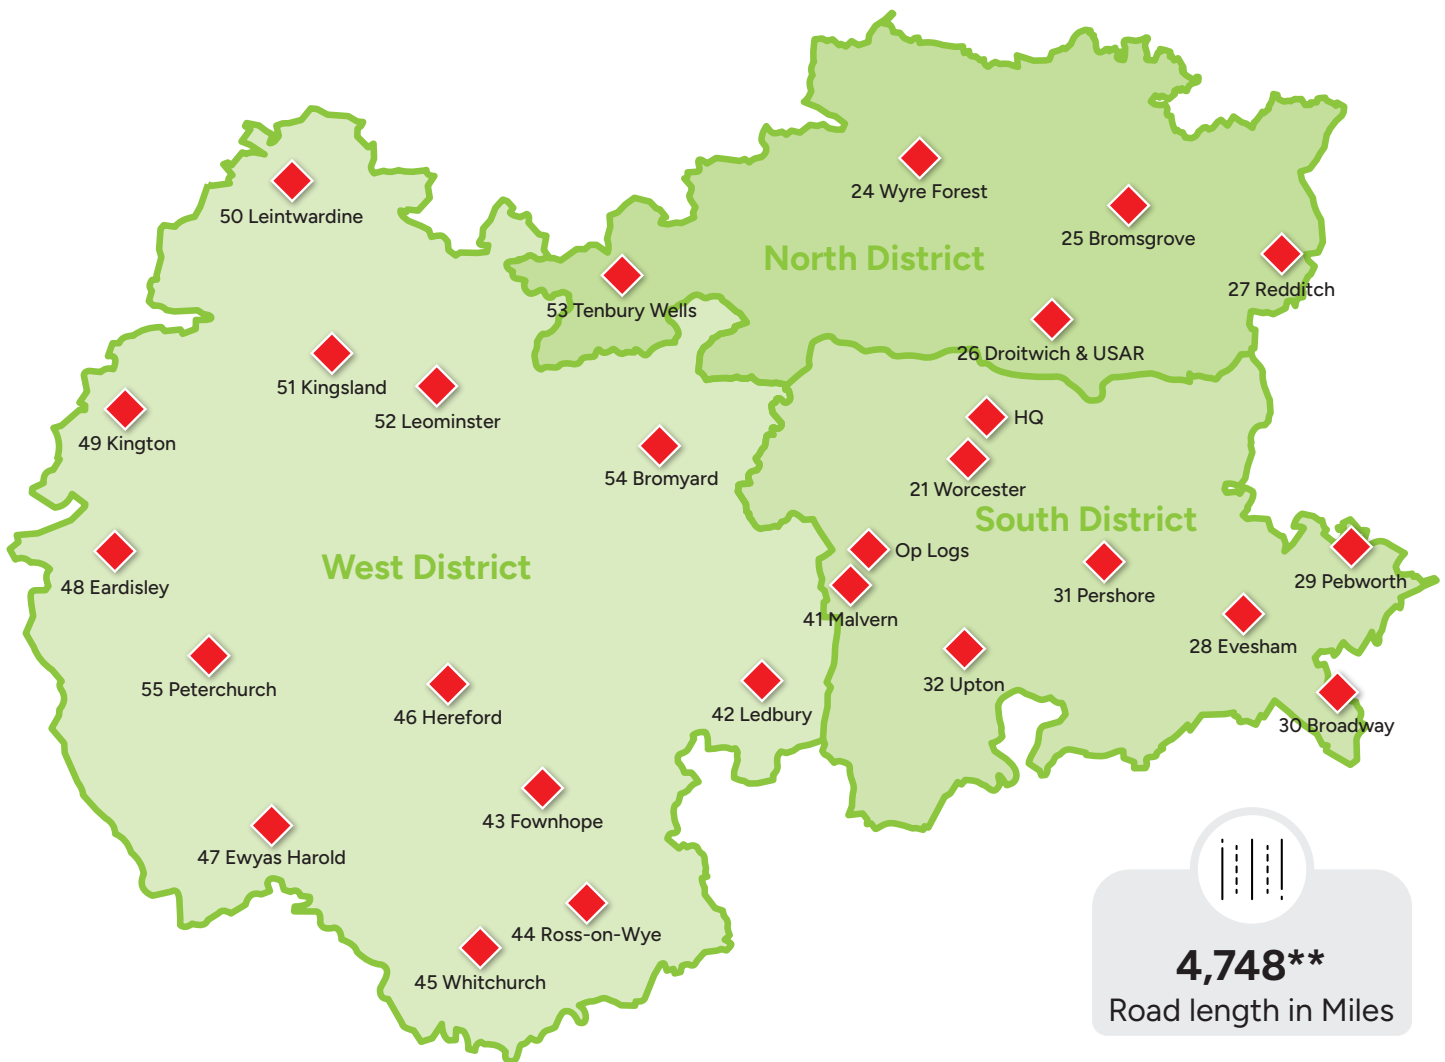 24 Wyre Forest
50 Leintwardine
25 Bromsgrove
North District
27 Redditch
53 Tenbury Wells
26 Droitwich & USAR
51 Kingsland
52 Leominster
HQ
49 Kington
54 Bromyard
21 Worcester
South District
Op Logs
West District
29 Pebworth
48 Eardisley
31 Pershore
41 Malvern
28 Evesham
55 Peterchurch
32 Upton
46 Hereford
42 Ledbury
30 Broadway
43 Fownhope
47 Ewyas Harold
44 Ross-on-Wye
45 Whitchurch
4,748**
Road length in Miles